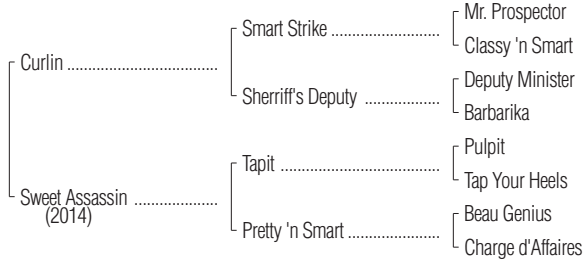 Mr. Prospector
Smart Strike ........................
Classy 'n Smart
Curlin ..................................
Deputy Minister
Sherriff's Deputy .................
Barbarika
Pulpit
Tapit ....................................
Tap Your Heels
Sweet Assassin ..................
(2014)
Beau Genius
Pretty 'n Smart .....................
Charge d'Affaires